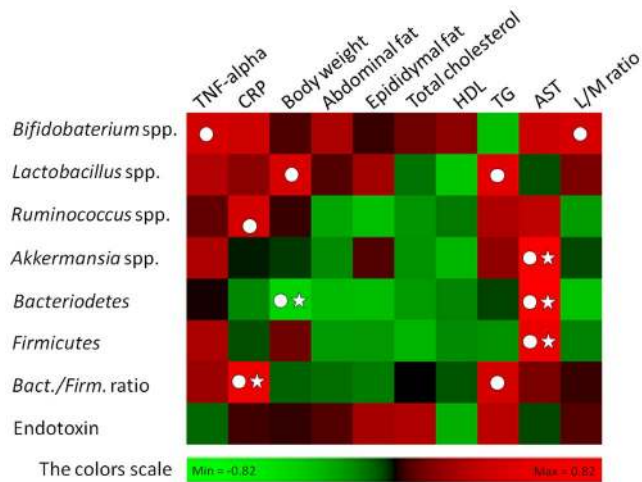 TNF-alpha
CRP
Body weight
Abdominal fat
Epididymal fat
Total cholesterol
HDL
TG
AST
L/M ratio
Bifidobaterium spp.
Lactobacillus spp.
Ruminococcus spp.
Akkermansia spp.
Bacteriodetes
Firmicutes
Bact./Firm. ratio
Endotoxin
The colors scale
Min = -0.82
Max = 0.82